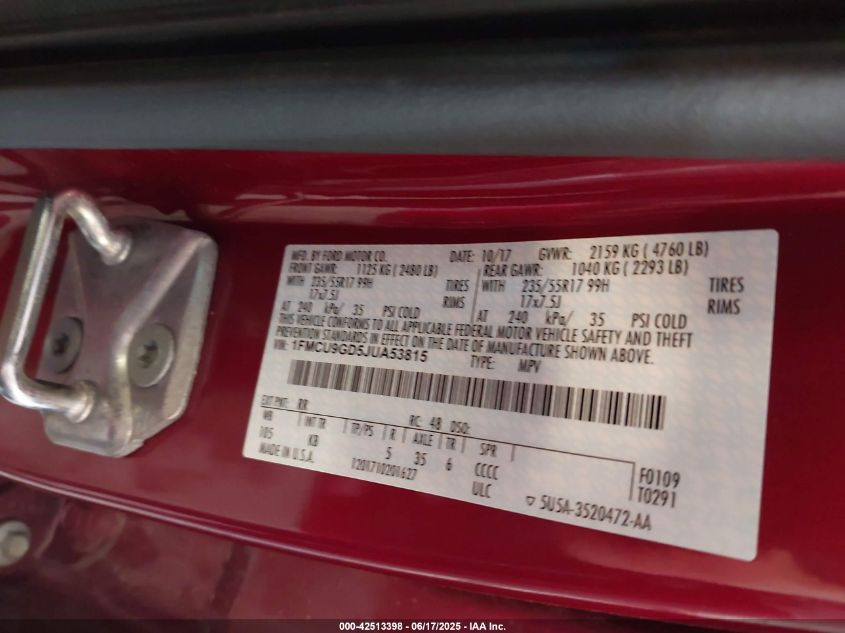 MFD. BY FORD MOTOR CO. DATE: 10/17 GVWR: 2159 KG ( 4760 LB)
FRONT GAWR: 1125 KG ( 2480 LB) REAR GAWR: 1040 KG ( 2293 LB)
WITH 235/55R17 99H TIRES WITH 235/55R17 99H TIRES
17x7.5J RIMS 17x7.5J RIMS
AT 240 kPa/ 35 PSI COLD AT 240 kPa/ 35 PSI COLD
THIS VEHICLE CONFORMS TO ALL APPLICABLE FEDERAL MOTOR VEHICLE SAFETY AND THEFT
PREVENTION STANDARDS IN EFFECT ON THE DATE OF MANUFACTURE SHOWN ABOVE.
VIN: 1FMCU9GD5JUA53815 TYPE: MPV
EXT PNT: RR RC: 48 DSO:
WB INT TR TP/PS R AXLE TR SPR
105 KB 5 35 6 CCCC F0109
MADE IN U.S.A. 1201710201627 ULC T0291
5U5A-3520472-AA
000-42513398 - 06/17/2025 - IAA Inc.